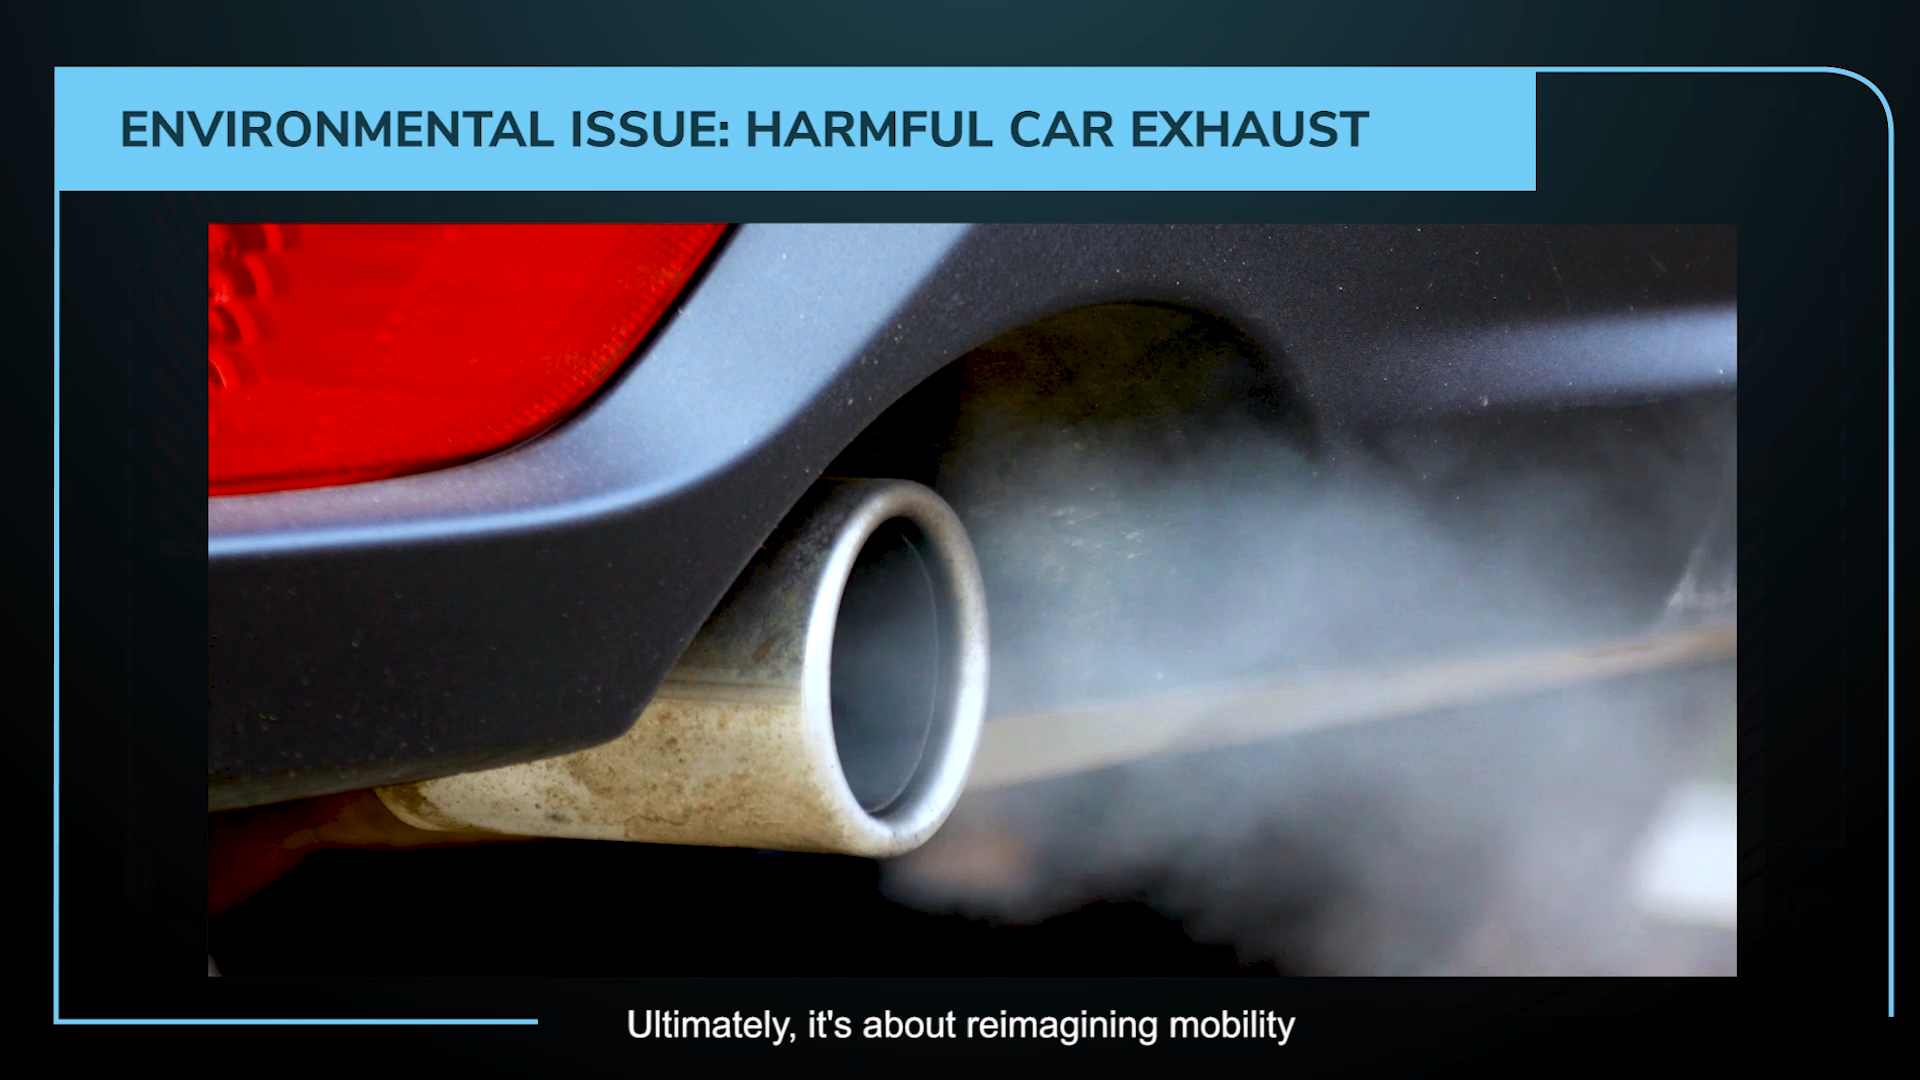 ENVIRONMENTAL ISSUE: HARMFUL CAR EXHAUST
Ultimately, it's about reimagining mobility